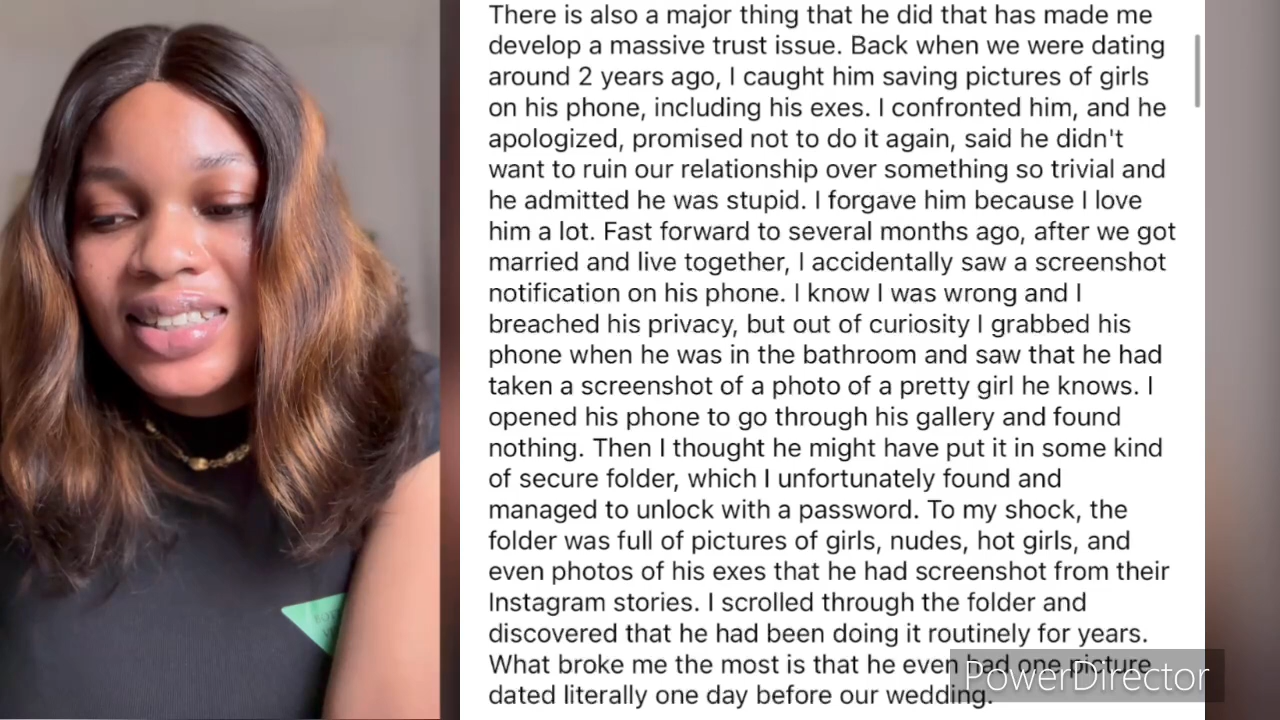 There is also a major thing that he did that has made me
develop a massive trust issue. Back when we were dating
around 2 years ago, I caught him saving pictures of girls
on his phone, including his exes. I confronted him, and he
apologized, promised not to do it again, said he didn't
want to ruin our relationship over something so trivial and
he admitted he was stupid. I forgave him because I love
him a lot. Fast forward to several months ago, after we got
married and live together, I accidentally saw a screenshot
notification on his phone. I know I was wrong and I
breached his privacy, but out of curiosity I grabbed his
phone when he was in the bathroom and saw that he had
taken a screenshot of a photo of a pretty girl he knows. I
opened his phone to go through his gallery and found
nothing. Then I thought he might have put it in some kind
of secure folder, which I unfortunately found and
managed to unlock with a password. To my shock, the
folder was full of pictures of girls, nudes, hot girls, and
even photos of his exes that he had screenshot from their
Instagram stories. I scrolled through the folder and
discovered that he had been doing it routinely for years.
What broke me the most is that he even had one picture
dated literally one day before our wedding.
PowerDirector